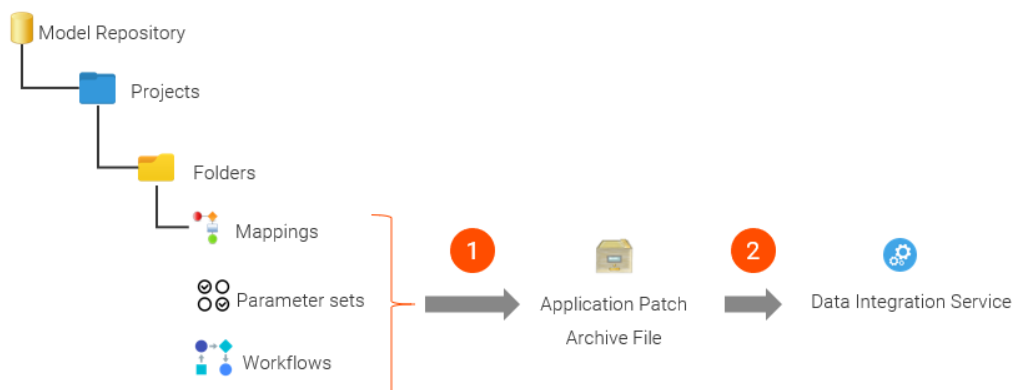 Model Repository
Projects
Folders
Mappings
Parameter sets
Workflows
1
Application Patch
Archive File
2
Data Integration Service